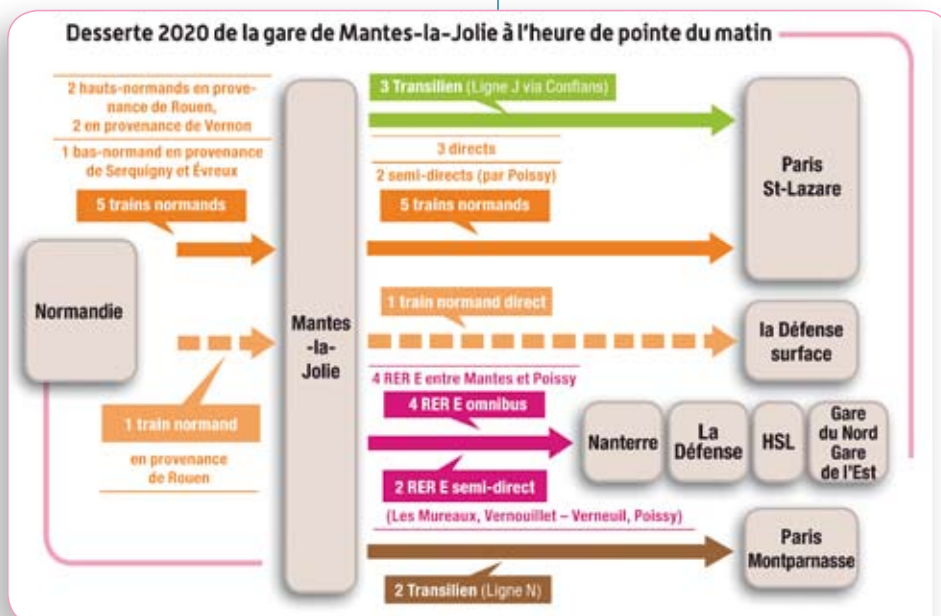 Desserte 2020 de la gare de Mantes-la-Jolie à l'heure de pointe du matin
2 hauts-normands en prove-
nance de Rouen,
2 en provenance de Vernon
1 bas-normand en provenance
de Serquigny et Évreux
5 trains normands
Normandie
1 train normand
en provenance
de Rouen
Mantes
-la-
Jolie
3 Transilien (Ligne J via Conflans)
3 directs
2 semi-directs (par Poissy)
5 trains normands
Paris
St-Lazare
1 train normand direct
la Défense
surface
4 RER E entre Mantes et Poissy
4 RER E omnibus
2 RER E semi-direct
(Les Mureaux, Vernouillet – Verneuil, Poissy)
Nanterre
La
Défense
HSL
Gare
du Nord
Gare
de l'Est
2 Transilien (Ligne N)
Paris
Montparnasse